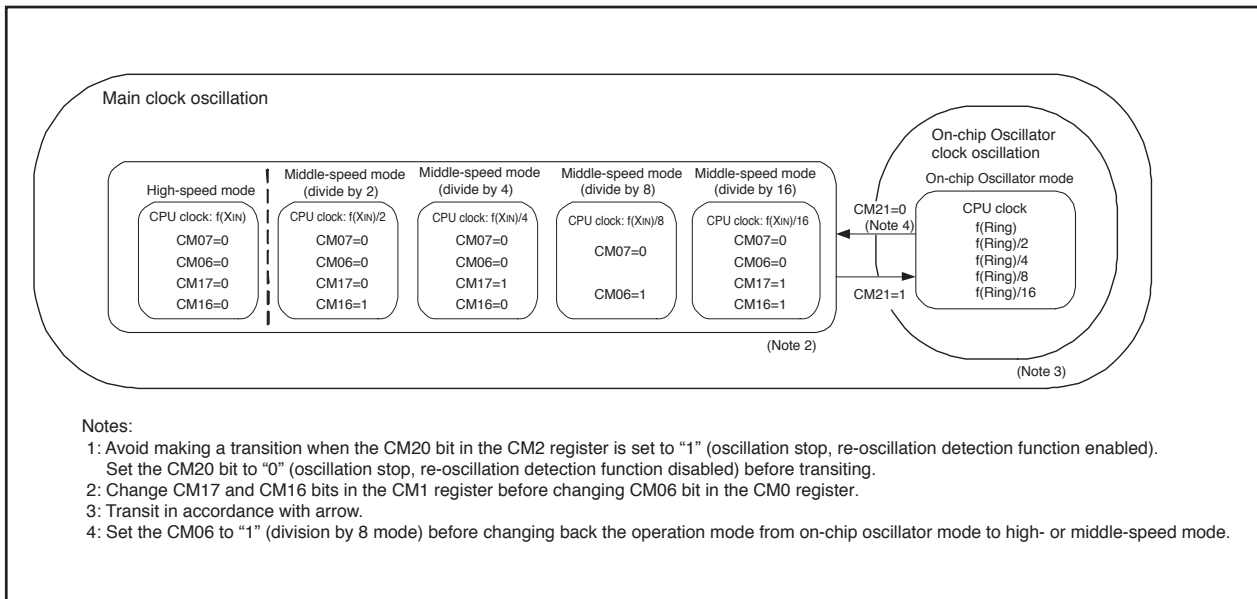 Main clock oscillation
On-chip Oscillator
clock oscillation
On-chip Oscillator mode
High-speed mode
CPU clock: f(XIN)
CM07=0
CM06=0
CM17=0
CM16=0
Middle-speed mode
(divide by 2)
CPU clock: f(XIN)/2
CM07=0
CM06=0
CM17=0
CM16=1
Middle-speed mode
(divide by 4)
CPU clock: f(XIN)/4
CM07=0
CM06=0
CM17=1
CM16=0
Middle-speed mode
(divide by 8)
CPU clock: f(XIN)/8
CM07=0
CM06=1
Middle-speed mode
(divide by 16)
CPU clock: f(XIN)/16
CM07=0
CM06=0
CM17=1
CM16=1
CM21=0
(Note 4)
CM21=1
CPU clock
f(Ring)
f(Ring)/2
f(Ring)/4
f(Ring)/8
f(Ring)/16
(Note 2)
(Note 3)
Notes:
1: Avoid making a transition when the CM20 bit in the CM2 register is set to “1” (oscillation stop, re-oscillation detection function enabled).
Set the CM20 bit to “0” (oscillation stop, re-oscillation detection function disabled) before transiting.
2: Change CM17 and CM16 bits in the CM1 register before changing CM06 bit in the CM0 register.
3: Transit in accordance with arrow.
4: Set the CM06 to “1” (division by 8 mode) before changing back the operation mode from on-chip oscillator mode to high- or middle-speed mode.